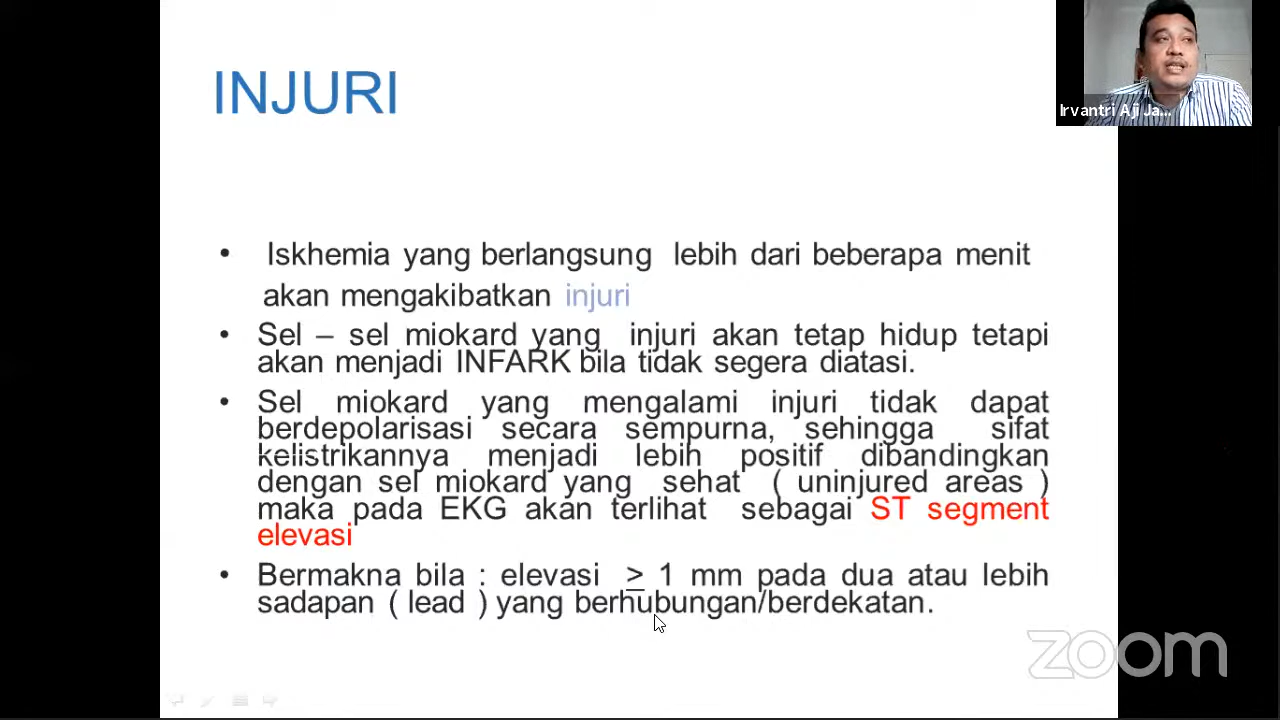 INJURI
Irvantri Aji Ja...
• Iskhemia yang berlangsung lebih dari beberapa menit
akan mengakibatkan injuri
• Sel – sel miokard yang injuri akan tetap hidup tetapi
akan menjadi INFARK bila tidak segera diatasi.
• Sel miokard yang mengalami injuri tidak dapat
berdepolarisasi secara sempurna, sehingga sifat
kelistrikannya menjadi lebih positif dibandingkan
dengan sel miokard yang sehat ( uninjured areas )
maka pada EKG akan terlihat sebagai ST segment
elevasi
• Bermakna bila : elevasi ≥ 1 mm pada dua atau lebih
sadapan ( lead ) yang berhubungan/berdekatan.
zoom